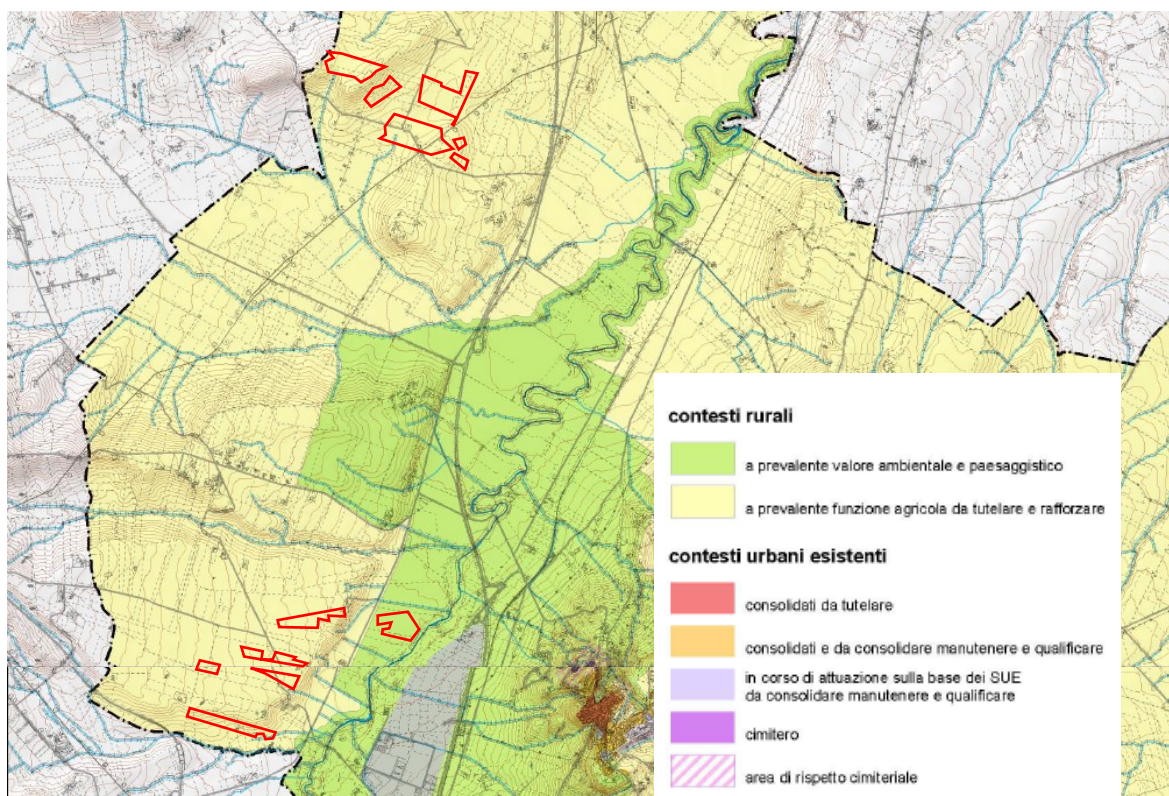 contesti rurali
a prevalente valore ambientale e paesaggistico
a prevalente funzione agricola da tutelare e rafforzare
contesti urbani esistenti
consolidati da tutelare
consolidati e da consolidare manutenere e qualificare
in corso di attuazione sulla base dei SUE
da consolidare manutenere e qualificare
cimitero
area di rispetto cimiteriale